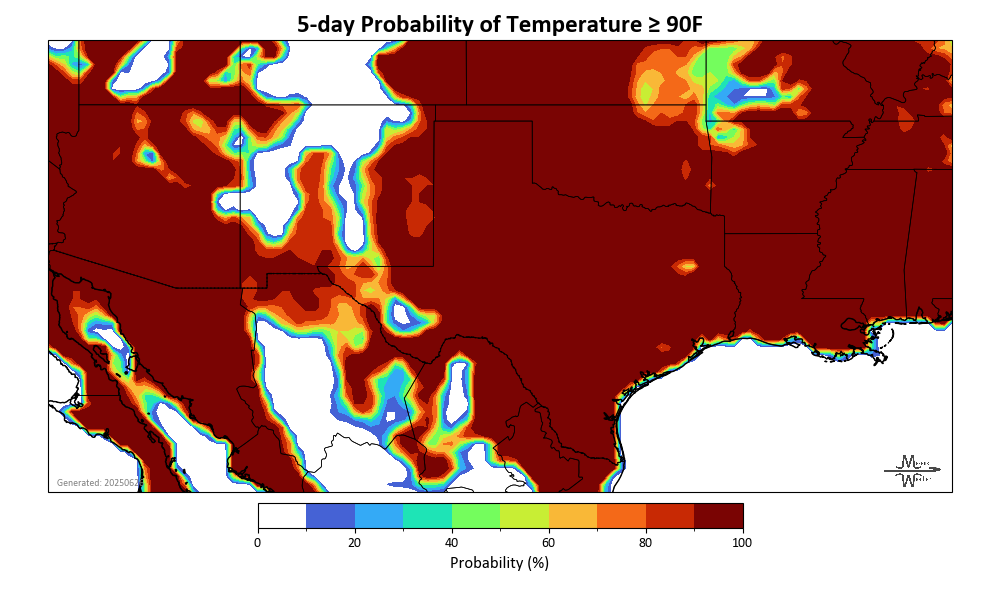 5-day Probability of Temperature ≥ 90F
Generated: 2025062
0 20 40 60 80 100
Probability (%)